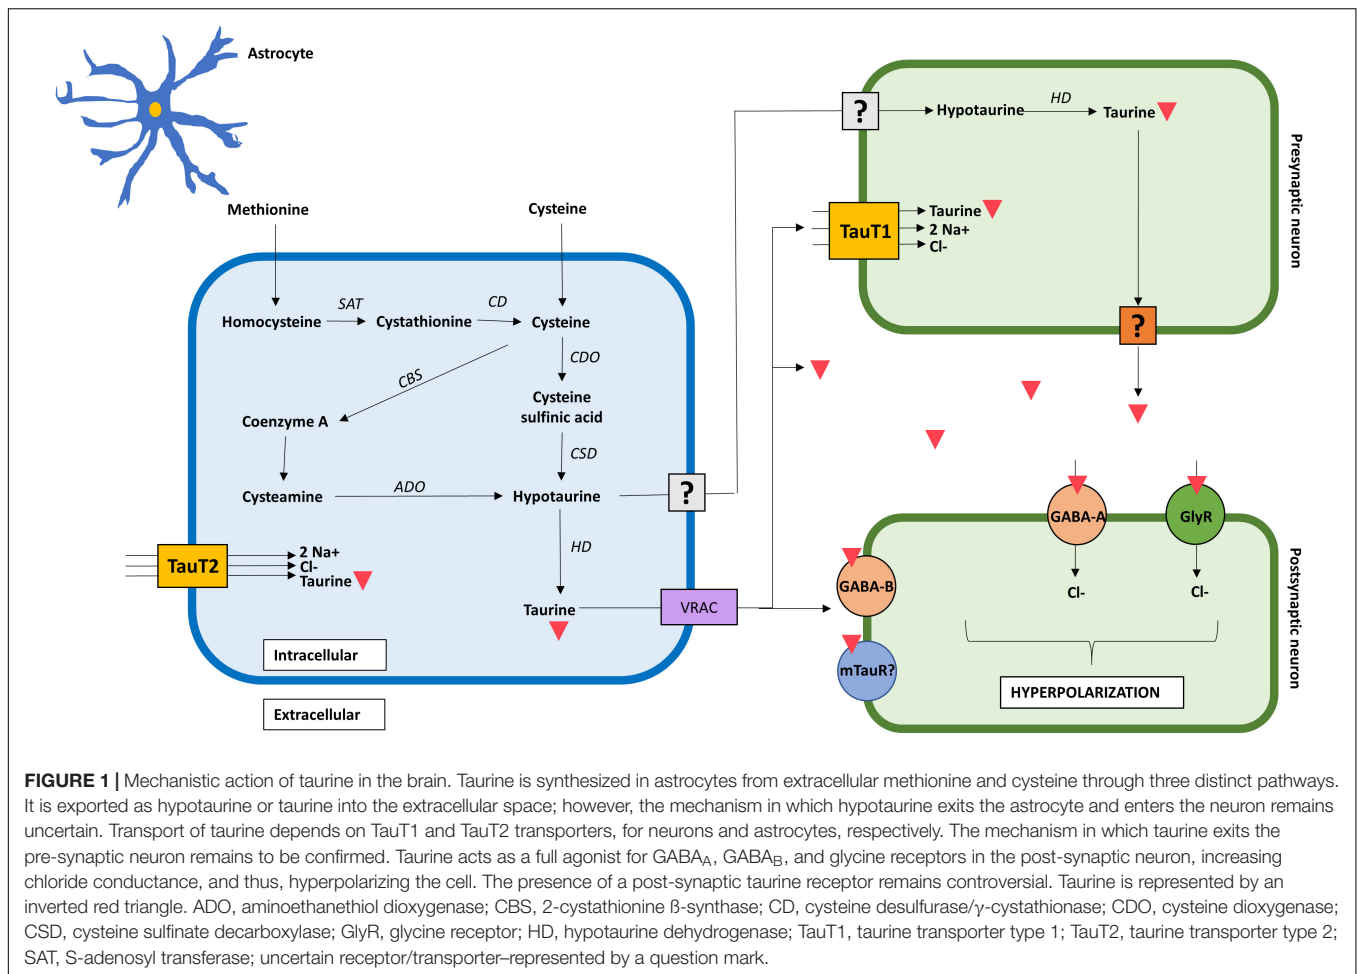 Astrocyte
Methionine
Cysteine
Homocysteine
SAT
Cystathionine
CD
Cysteine
CBS
CDO
Cysteine
sulfinic acid
Coenzyme A
CSD
Cysteamine
ADO
Hypotaurine
?
HD
TauT2
2 Na+
Cl-
Taurine
Taurine
VRAC
Intracellular
Extracellular
?
Hypotaurine
HD
Taurine
TauT1
Taurine
2 Na+
Cl-
?
Presynaptic neuron
GABA-A
GlyR
GABA-B
Cl-
Cl-
mTauR?
HYPERPOLARIZATION
Postsynaptic neuron
FIGURE 1 | Mechanistic action of taurine in the brain. Taurine is synthesized in astrocytes from extracellular methionine and cysteine through three distinct pathways.
It is exported as hypotaurine or taurine into the extracellular space; however, the mechanism in which hypotaurine exits the astrocyte and enters the neuron remains
uncertain. Transport of taurine depends on TauT1 and TauT2 transporters, for neurons and astrocytes, respectively. The mechanism in which taurine exits the
pre-synaptic neuron remains to be confirmed. Taurine acts as a full agonist for GABAA, GABAB, and glycine receptors in the post-synaptic neuron, increasing
chloride conductance, and thus, hyperpolarizing the cell. The presence of a post-synaptic taurine receptor remains controversial. Taurine is represented by an
inverted red triangle. ADO, aminoethanethiol dioxygenase; CBS, 2-cystathionine ß-synthase; CD, cysteine desulfurase/γ-cystathionase; CDO, cysteine dioxygenase;
CSD, cysteine sulfinate decarboxylase; GlyR, glycine receptor; HD, hypotaurine dehydrogenase; TauT1, taurine transporter type 1; TauT2, taurine transporter type 2;
SAT, S-adenosyl transferase; uncertain receptor/transporter–represented by a question mark.